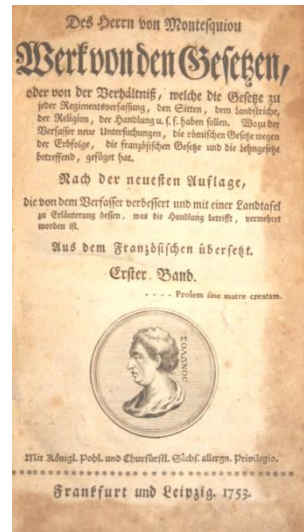 Des Herrn von Montesquiou
Werk von den Gesetzen,
oder von der Verhältniß, welche die Gesetze zu
jeder Regimentsverfassung, den Sitten, dem Landstriche,
der Religion, der Handlung u. s. f. haben sollen. Wozu der
Verfasser neue Untersuchungen, die römischen Gesetze wegen
der Erbfolge, die französischen Gesetze und die Lehngesetze
betreffend, gefüget hat.
Nach der neuesten Auflage,
die von dem Verfasser verbessert und mit einer Landtafel
zu Erläuterung dessen, was die Handlung betrifft, vermehret
worden ist.
Aus dem Französischen übersetzt.
Erster Band.
- - - - Prolem sine matre creatam.
ΜΟΛΩΝΟΣ
Mit Königl. Pohl. und Churfürstl. Sächs. allergn. Privilegio.
Frankfurt und Leipzig. 1753.